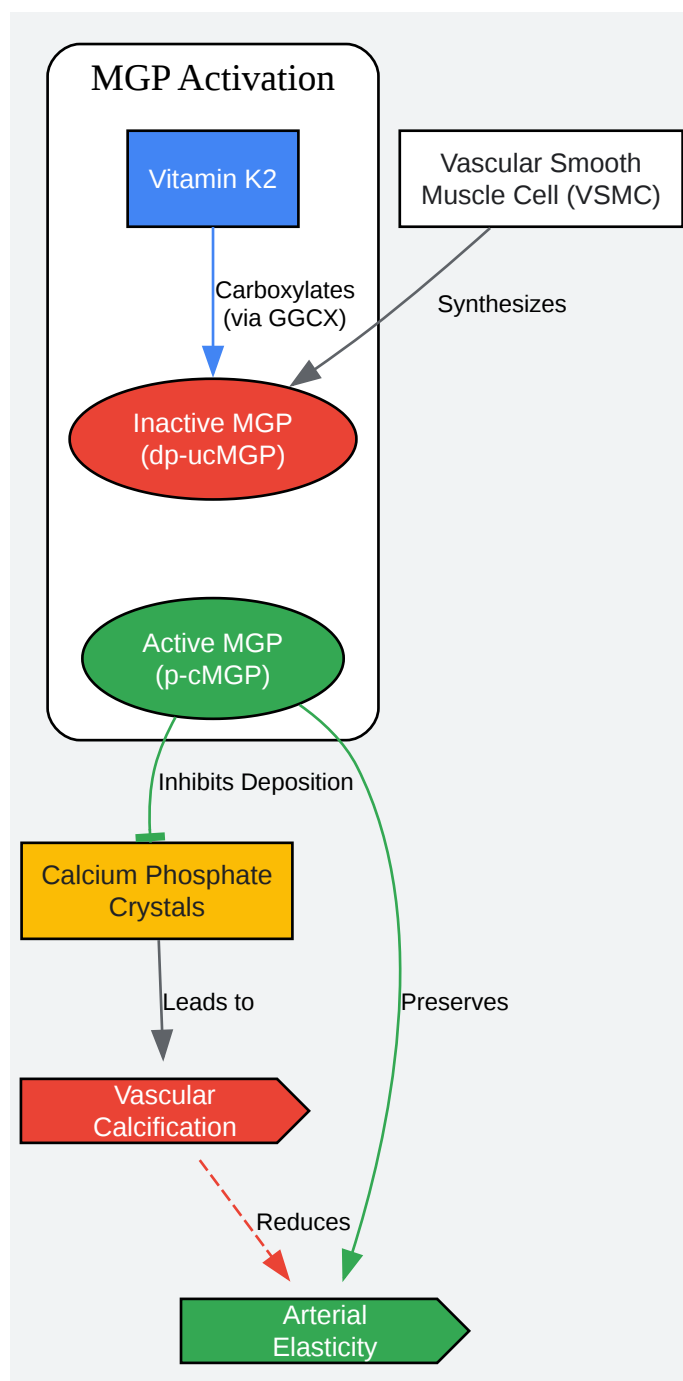 MGP Activation
Vitamin K2
Vascular Smooth
Muscle Cell (VSMC)
Carboxylates
(via GGCX)
Synthesizes
Inactive MGP
(dp-ucMGP)
Active MGP
(p-cMGP)
Inhibits Deposition
Calcium Phosphate
Crystals
Leads to
Preserves
Vascular
Calcification
Reduces
Arterial
Elasticity